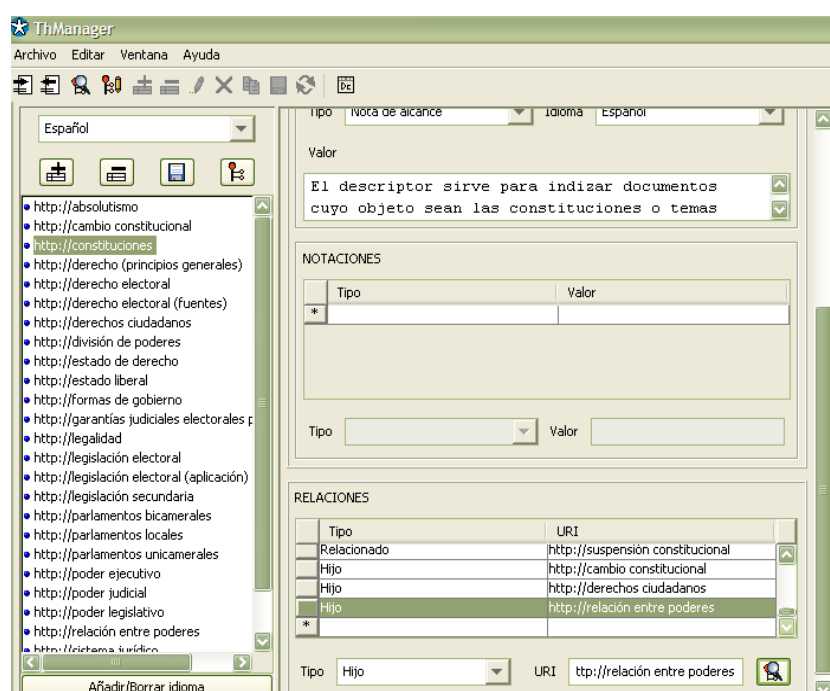 ThManager
Archivo Editar Ventana Ayuda
Español
http://absolutismo
http://cambio constitucional
http://constituciones
http://derecho (principios generales)
http://derecho electoral
http://derecho electoral (fuentes)
http://derechos ciudadanos
http://división de poderes
http://estado de derecho
http://estado liberal
http://formas de gobierno
http://garantías judiciales electorales p
http://legalidad
http://legislación electoral
http://legislación electoral (aplicación)
http://legislación secundaria
http://parlamentos bicamerales
http://parlamentos locales
http://parlamentos unicamerales
http://poder ejecutivo
http://poder judicial
http://poder legislativo
http://relación entre poderes
http://sistema jurídico
Añadir/Borrar idioma
Tipo Nota de alcance Idioma Español
Valor
El descriptor sirve para indizar documentos
cuyo objeto sean las constituciones o temas
NOTACIONES
Tipo Valor
*
Tipo Valor
RELACIONES
Tipo URI
Relacionado http://suspensión constitucional
Hijo http://cambio constitucional
Hijo http://derechos ciudadanos
Hijo http://relación entre poderes
*
Tipo Hijo URI ttp://relación entre poderes